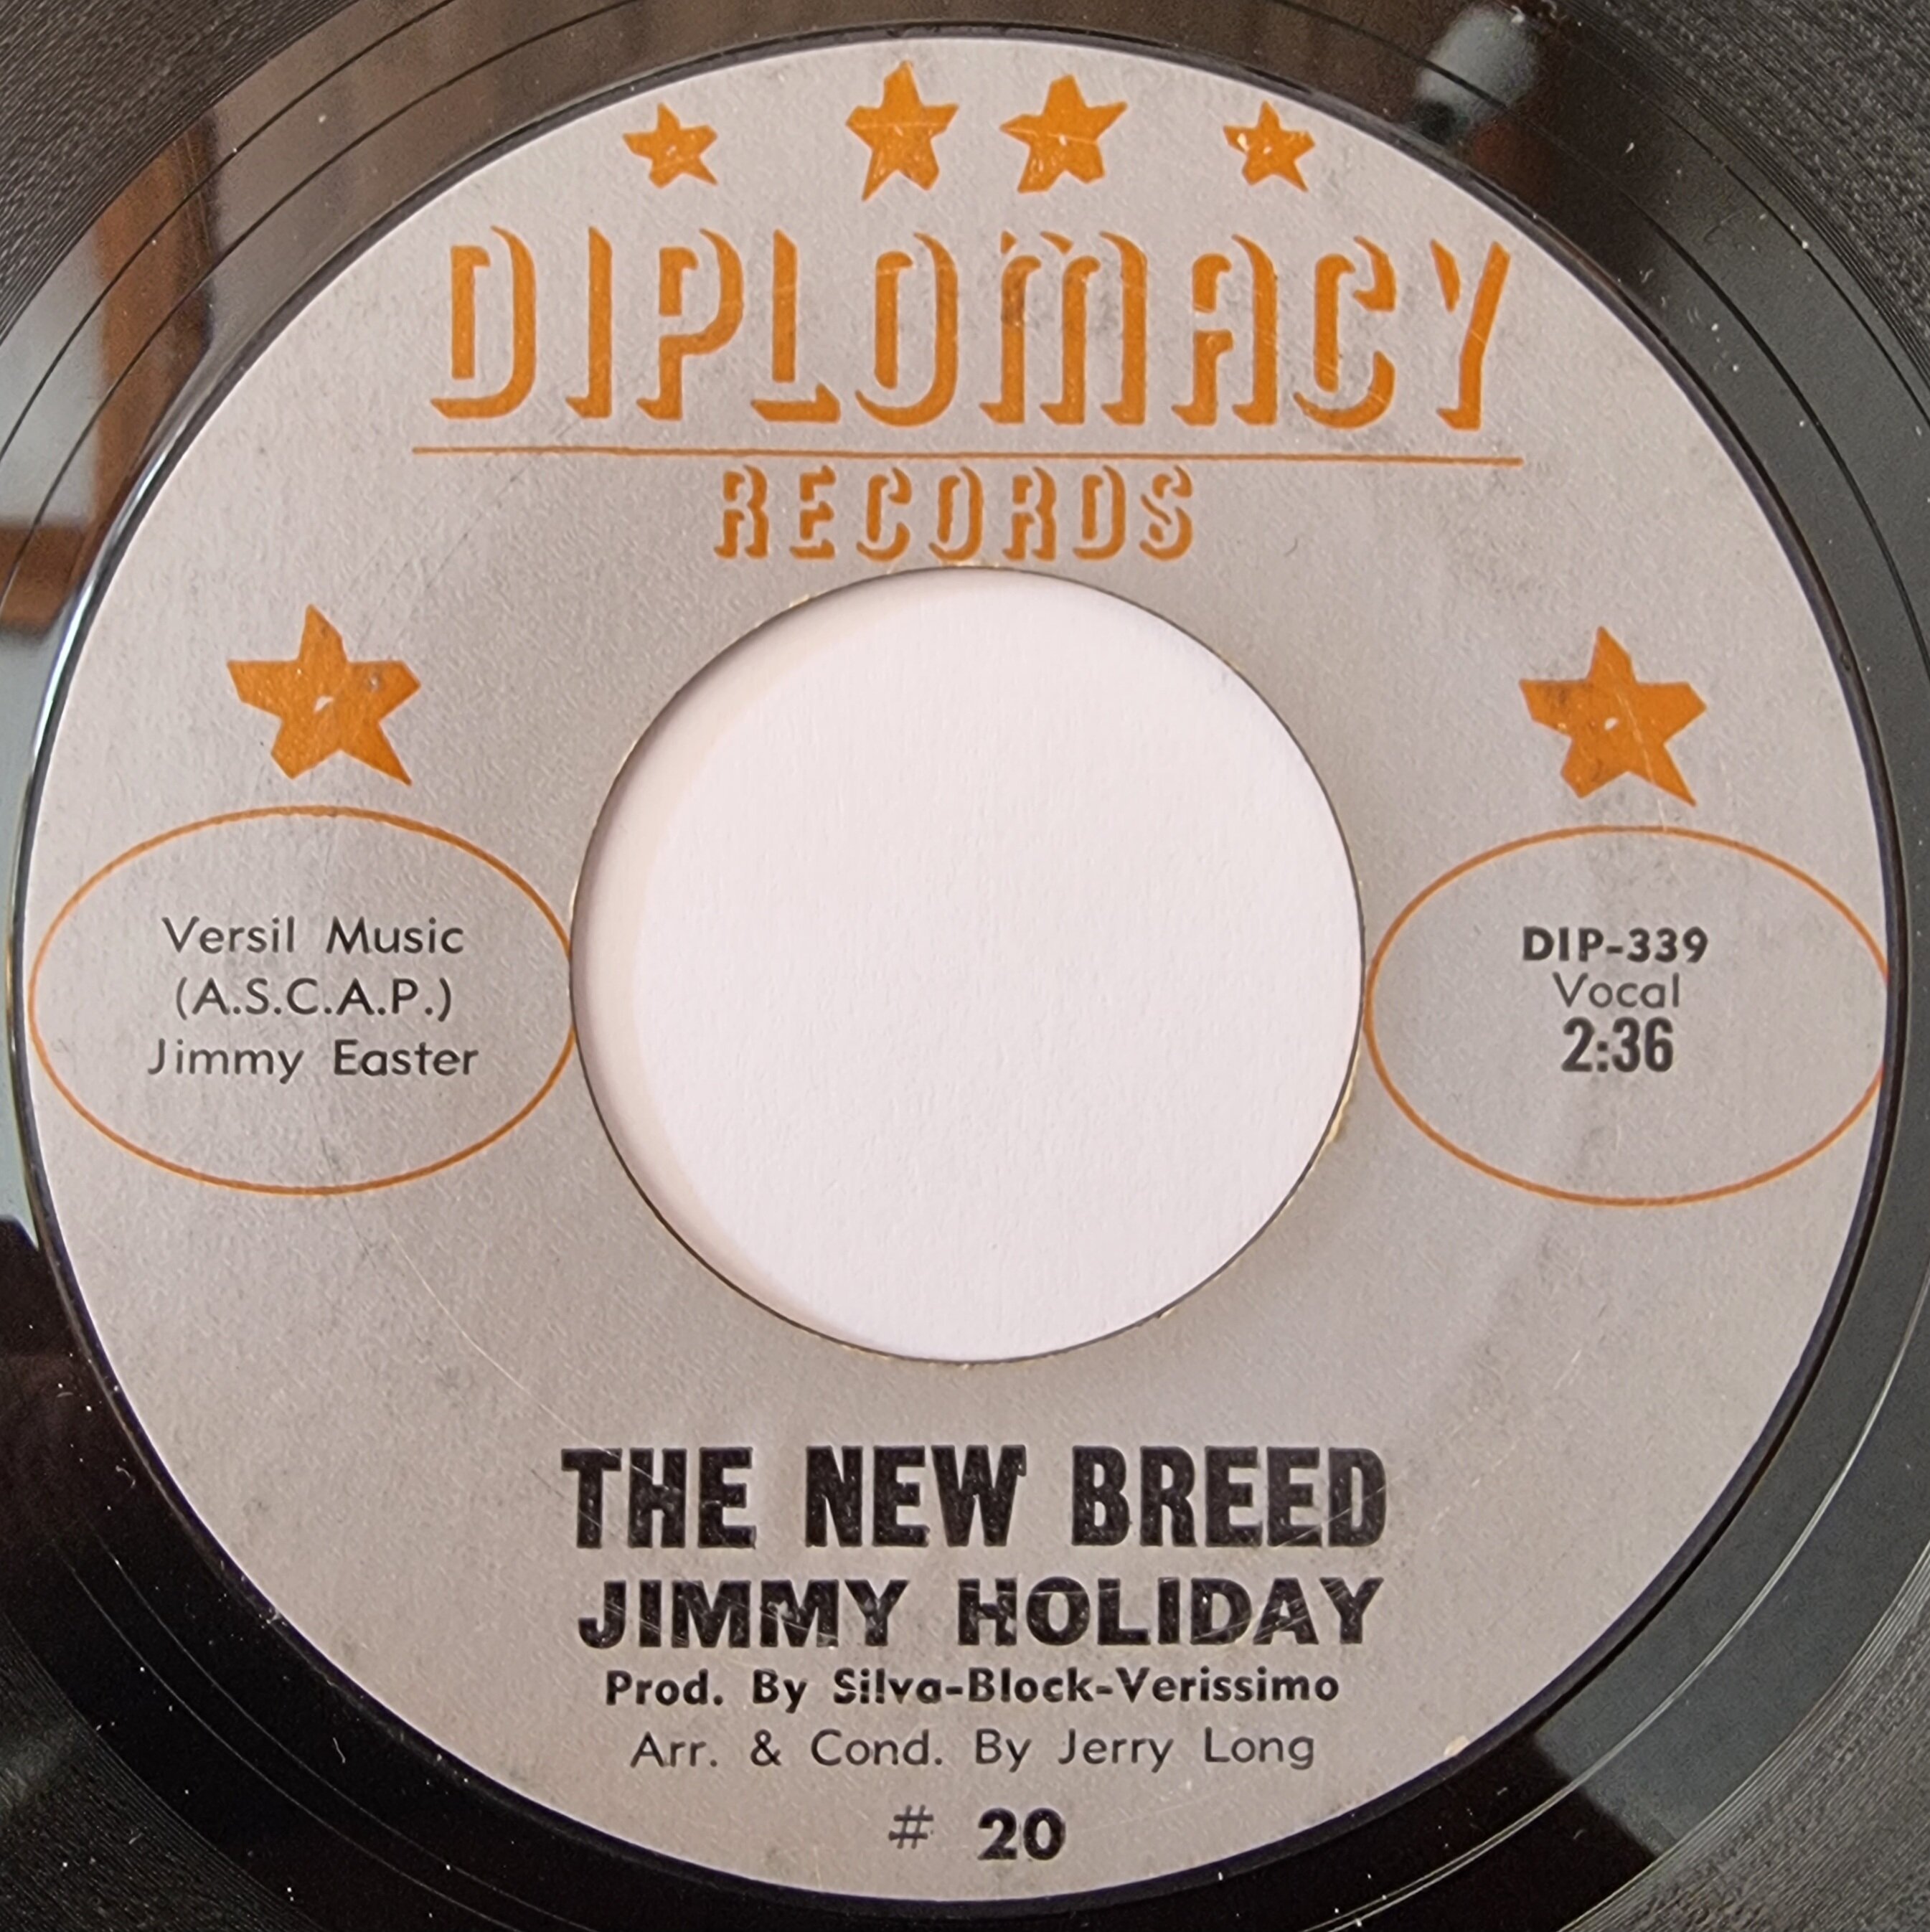 DIPLOMACY
RECORDS
Versil Music
(A.S.C.A.P.)
Jimmy Easter
DIP-339
Vocal
2:36
THE NEW BREED
JIMMY HOLIDAY
Prod. By Silva-Block-Verissimo
Arr. & Cond. By Jerry Long
# 20